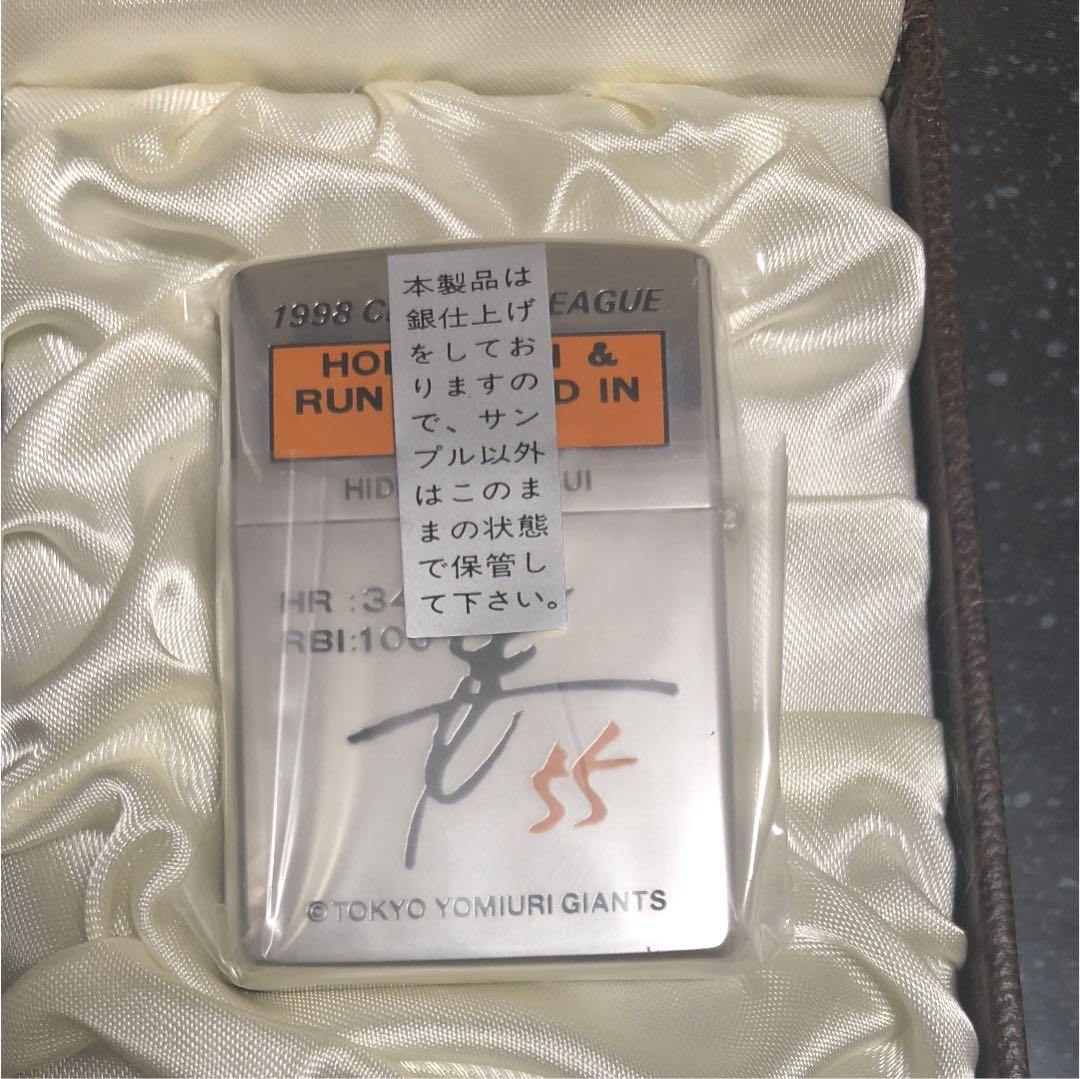 1998 C EAGUE
HO &
RUN D IN
HID UI
HR :34
RBI:100
55
©TOKYO YOMIURI GIANTS
本製品は
銀仕上げ
をしてお
りますの
で、サン
プル以外
はこのま
まの状態
で保管し
て下さい。